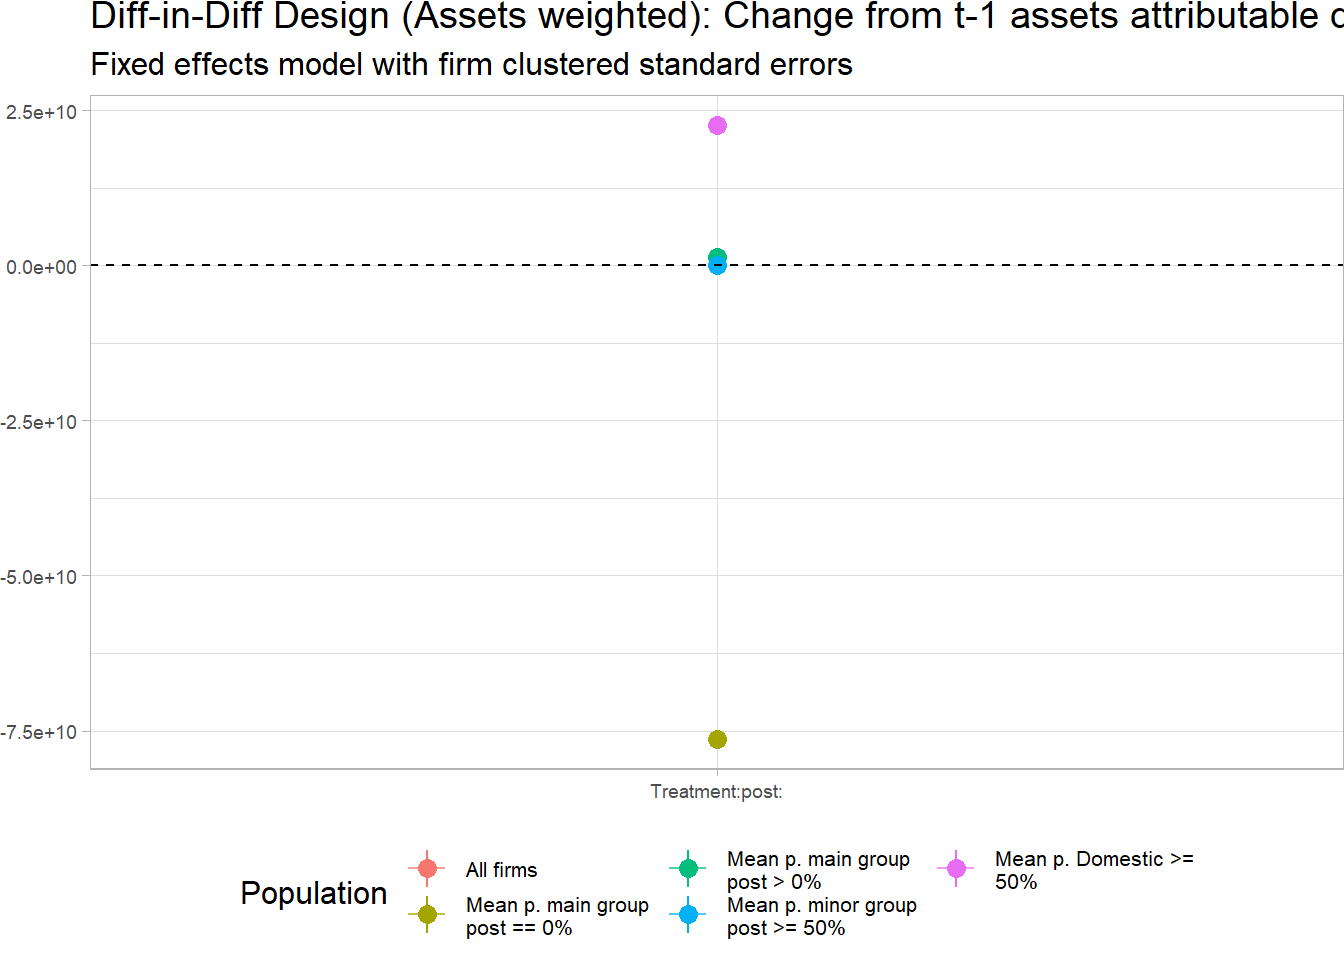 Diff-in-Diff Design (Assets weighted): Change from t-1 assets attributable
Fixed effects model with firm clustered standard errors
2.5e+10
0.0e+00
-2.5e+10
-5.0e+10
-7.5e+10
Treatment:post:
Population
All firms
Mean p. main group
post == 0%
Mean p. main group
post > 0%
Mean p. minor group
post >= 50%
Mean p. Domestic >=
50%